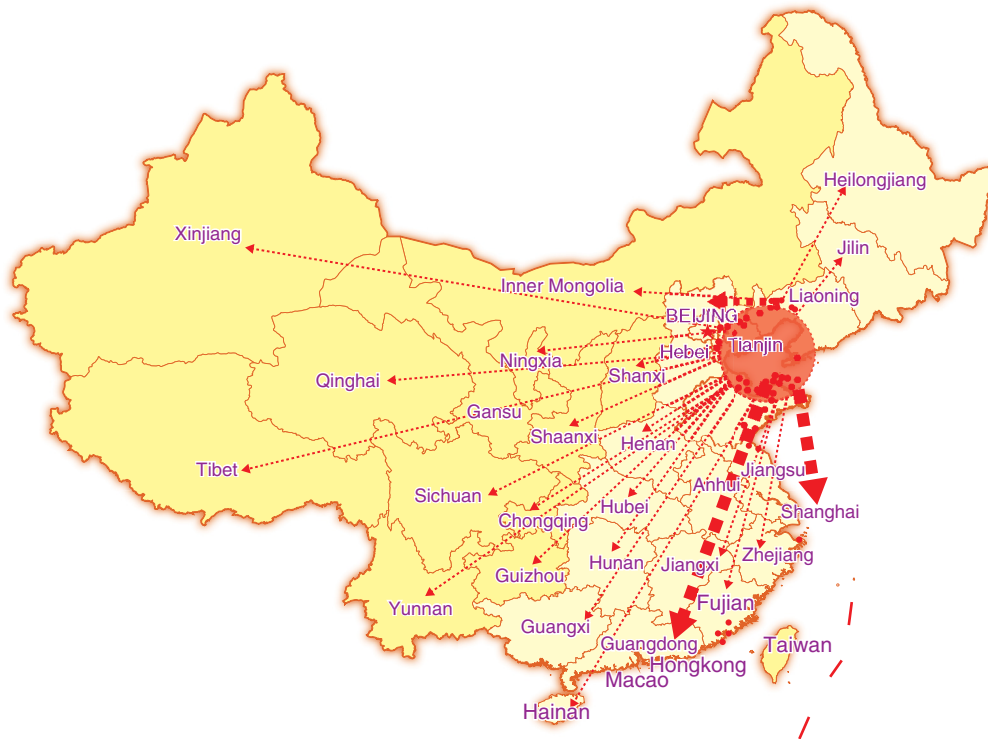 Heilongjiang
Xinjiang
Jilin
Inner Mongolia
Liaoning
BEIJING
Tianjin
Hebei
Ningxia
Shanxi
Qinghai
Gansu
Shaanxi
Henan
Tibet
Jiangsu
Anhui
Sichuan
Hubei
Shanghai
Chongqing
Zhejiang
Hunan
Jiangxi
Guizhou
Yunnan
Fujian
Guangxi
Guangdong
Taiwan
Hongkong
Macao
Hainan